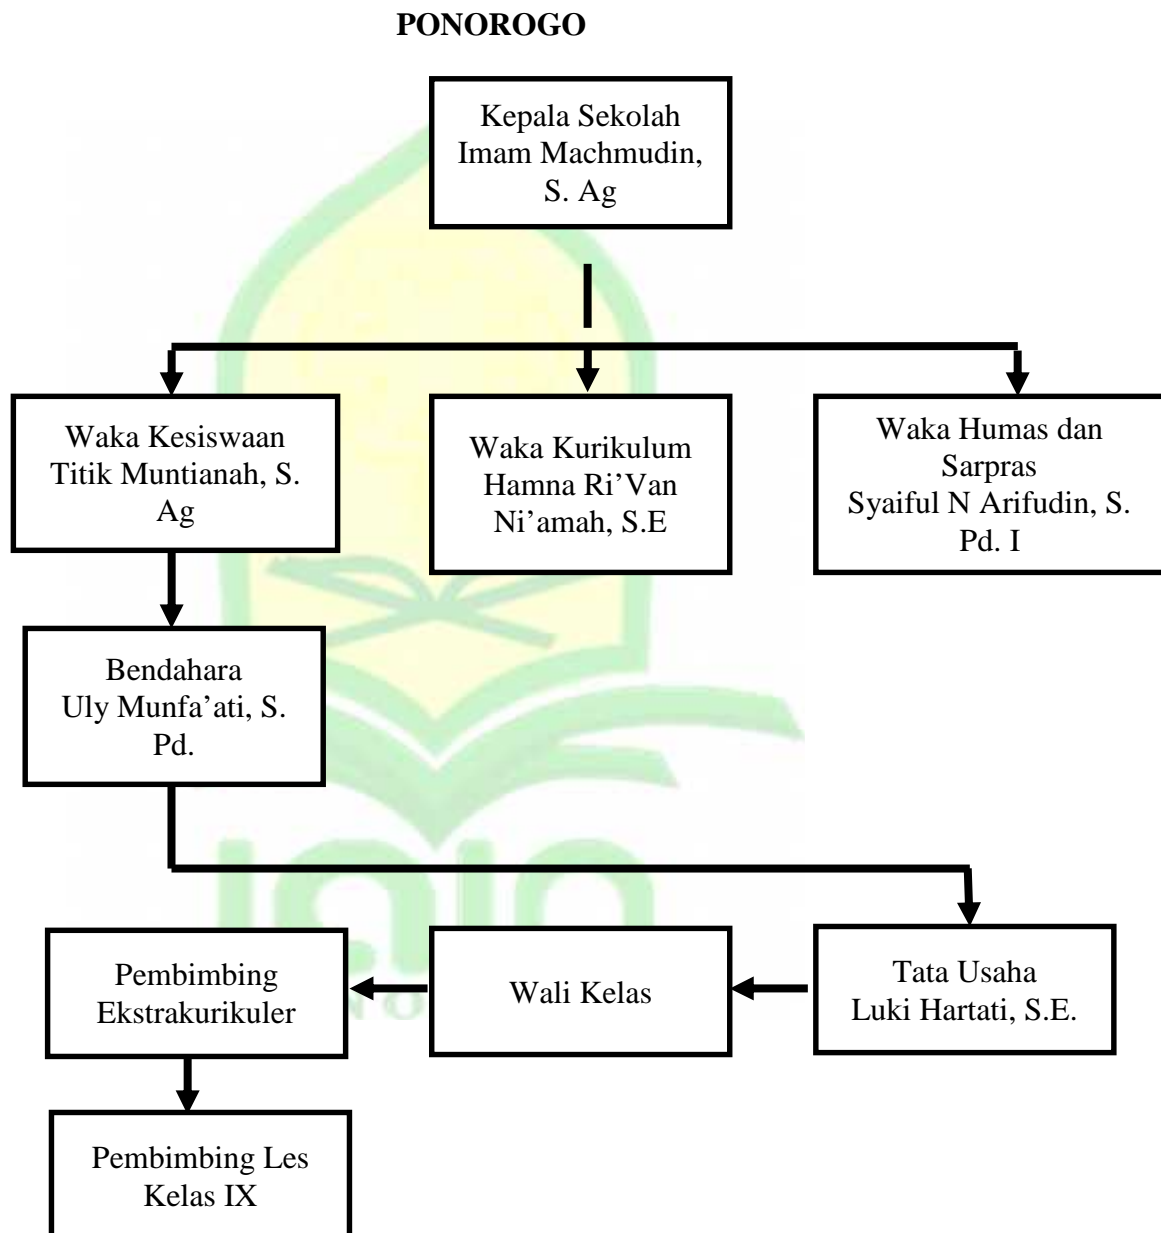 PONOROGO
Kepala Sekolah
Imam Machmudin,
S. Ag
Waka Kesiswaan
Titik Muntianah, S.
Ag
Waka Kurikulum
Hamna Ri’Van
Ni’amah, S.E
Waka Humas dan
Sarpras
Syaiful N Arifudin, S.
Pd. I
Bendahara
Uly Munfa’ati, S.
Pd.
iain
NO
Tata Usaha
Luki Hartati, S.E.
Wali Kelas
Pembimbing
Ekstrakurikuler
Pembimbing Les
Kelas IX